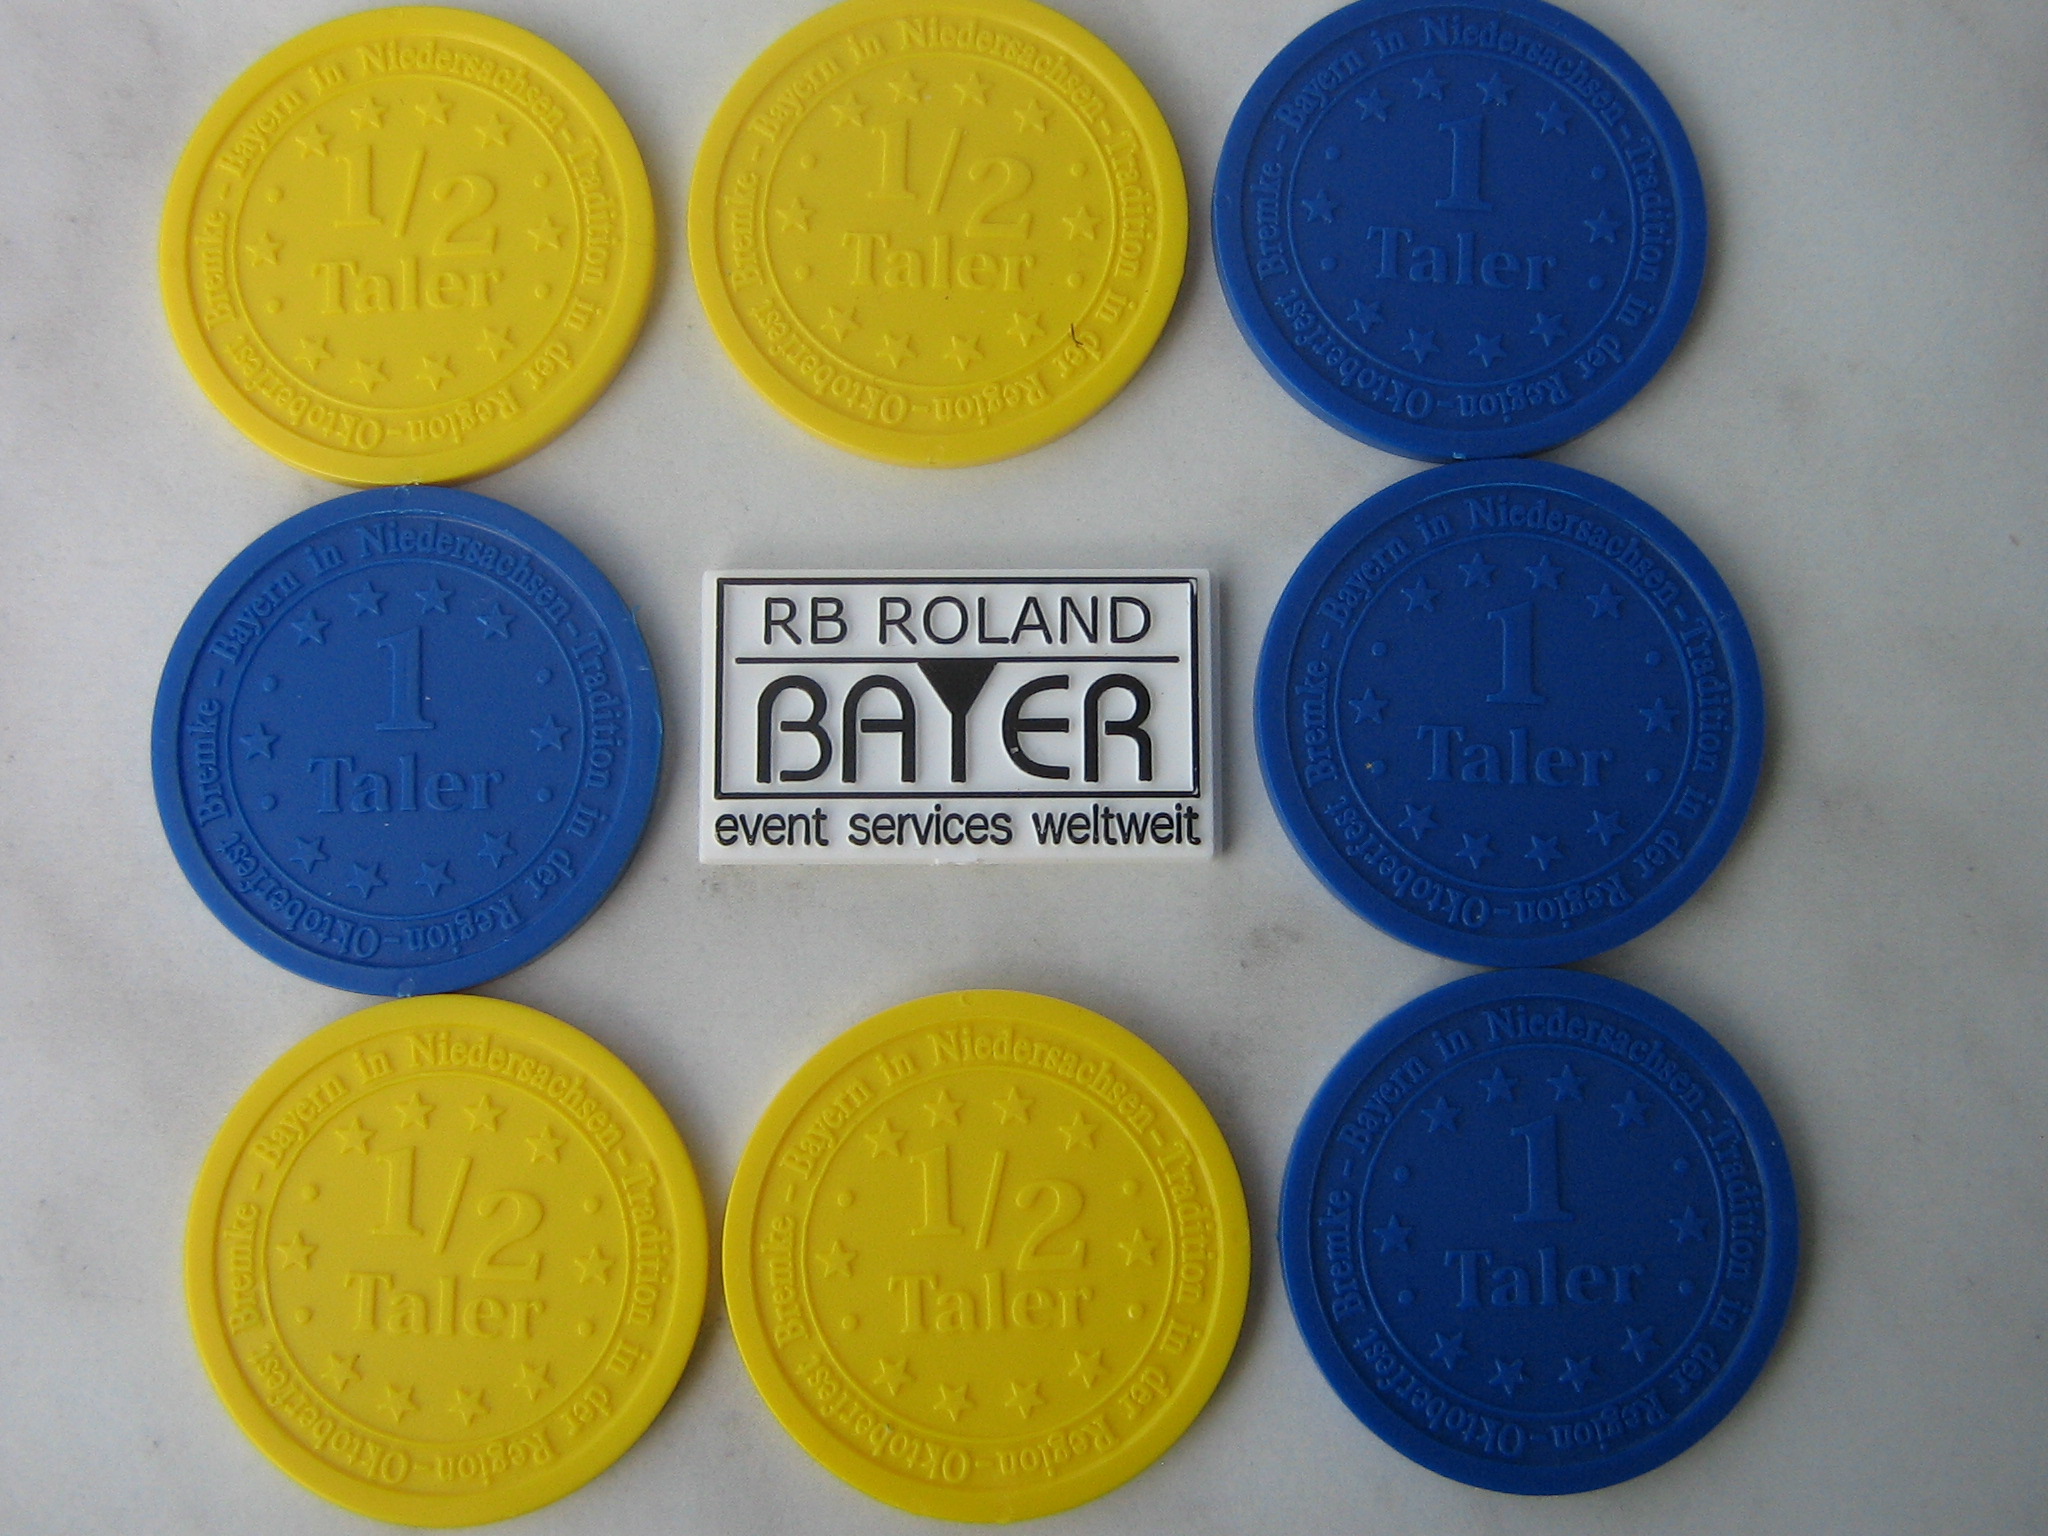 Oktoberfest Bremke - Bayern in Niedersachsen-Tradition in der Region-
1/2
Taler
Oktoberfest Bremke - Bayern in Niedersachsen-Tradition in der Region-
1/2
Taler
Oktoberfest Bremke - Bayern in Niedersachsen-Tradition in der Region-
1
Taler
Oktoberfest Bremke - Bayern in Niedersachsen-Tradition in der Region-
1
Taler
RB ROLAND
BAYER
event services weltweit
Oktoberfest Bremke - Bayern in Niedersachsen-Tradition in der Region-
1
Taler
Oktoberfest Bremke - Bayern in Niedersachsen-Tradition in der Region-
1/2
Taler
Oktoberfest Bremke - Bayern in Niedersachsen-Tradition in der Region-
1/2
Taler
Oktoberfest Bremke - Bayern in Niedersachsen-Tradition in der Region-
1
Taler